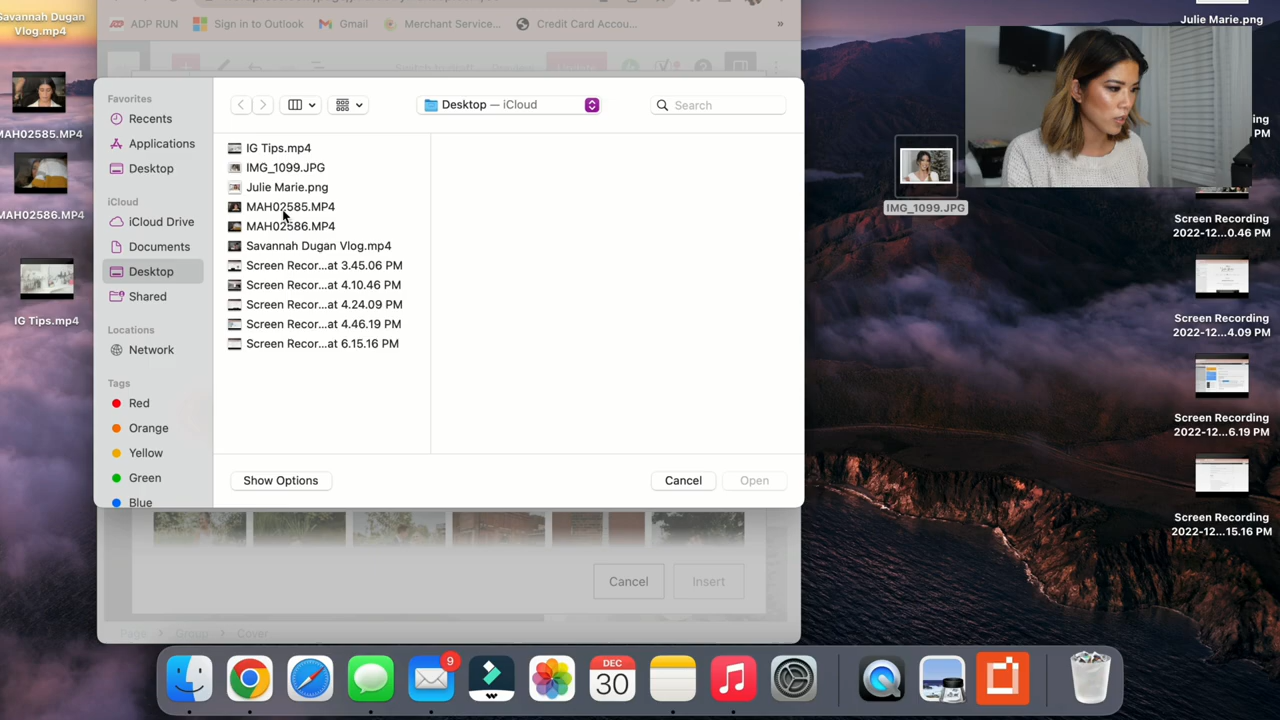 Savannah Dugan
Vlog.mp4
MAH02585.MP4
MAH02586.MP4
IG Tips.mp4
ADP RUN
Sign in to Outlook
Gmail
Merchant Service...
Credit Card Accou...
»
Favorites
Recents
Applications
Desktop
iCloud
iCloud Drive
Documents
Desktop
Shared
Locations
Network
Tags
Red
Orange
Yellow
Green
Blue
Desktop — iCloud
Search
IG Tips.mp4
IMG_1099.JPG
Julie Marie.png
MAH02585.MP4
MAH02586.MP4
Savannah Dugan Vlog.mp4
Screen Recor...at 3.45.06 PM
Screen Recor...at 4.10.46 PM
Screen Recor...at 4.24.09 PM
Screen Recor...at 4.46.19 PM
Screen Recor...at 6.15.16 PM
Show Options
Cancel
Open
Cancel
Insert
Page
Group
Cover
IMG_1099.JPG
Julie Marie.png
ing
PM
Screen Recording
2022-12...0.46 PM
Screen Recording
2022-12...4.09 PM
Screen Recording
2022-12...6.19 PM
Screen Recording
2022-12...15.16 PM
9
DEC
30